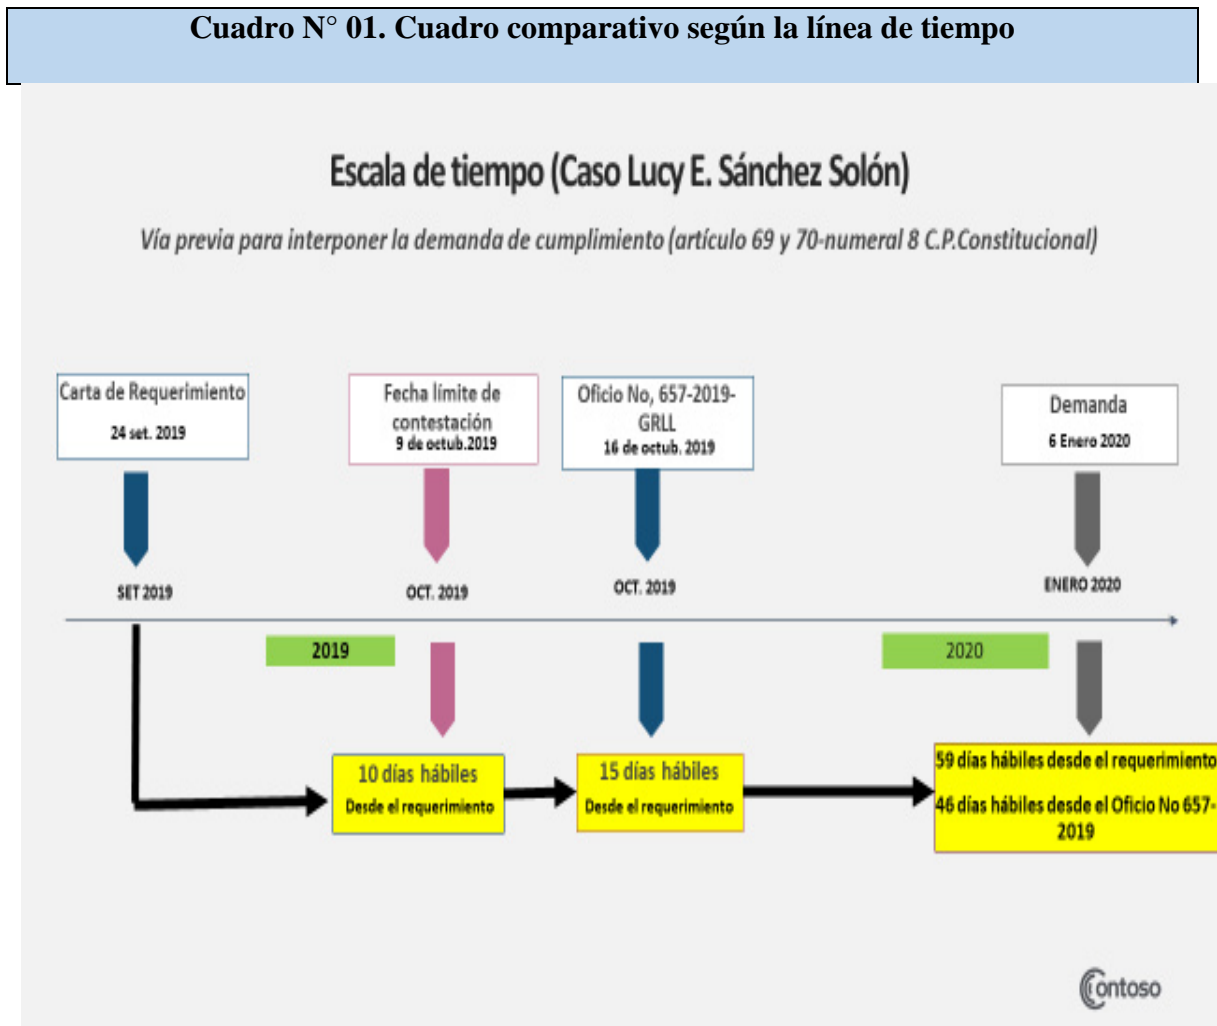 Cuadro N° 01. Cuadro comparativo según la línea de tiempo
Escala de tiempo (Caso Lucy E. Sánchez Solón)
Vía previa para interponer la demanda de cumplimiento (artículo 69 y 70-numeral 8 C.P.Constitucional)
Carta de Requerimiento
24 set. 2019
Fecha límite de
contestación
9 de octub.2019
Oficio No, 657-2019-
GRLL
16 de octub. 2019
Demanda
6 Enero 2020
SET 2019
OCT. 2019
OCT. 2019
ENERO 2020
2019
2020
10 días hábiles
Desde el requerimiento
15 días hábiles
Desde el requerimiento
59 días hábiles desde el requerimiento
46 días hábiles desde el Oficio No 657-
2019
Contoso